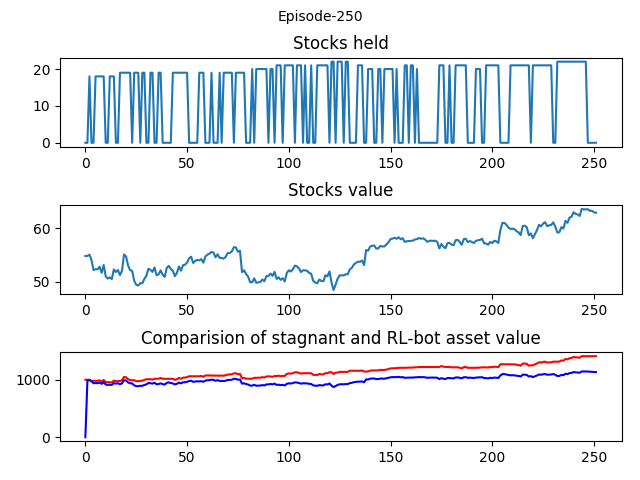 Episode-250
Stocks held
20
10
0
0 50 100 150 200 250
Stocks value
60
50
0 50 100 150 200 250
Comparision of stagnant and RL-bot asset value
1000
0
0 50 100 150 200 250